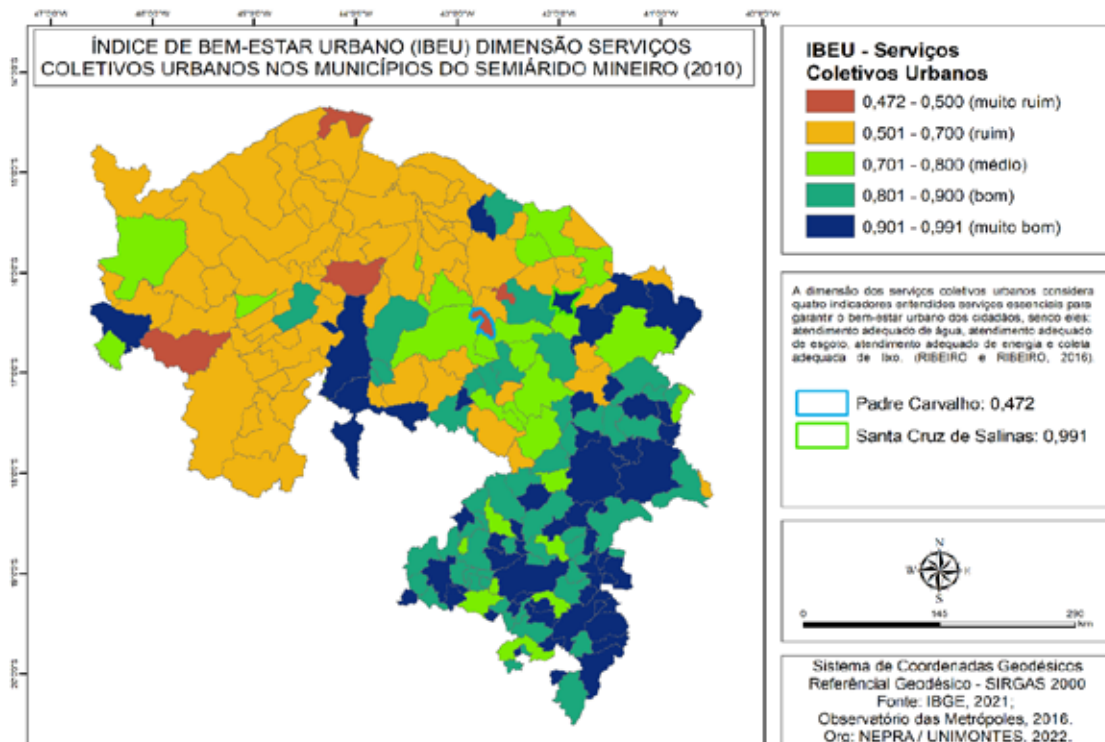 ÍNDICE DE BEM-ESTAR URBANO (IBEU) DIMENSÃO SERVIÇOS
COLETIVOS URBANOS NOS MUNICÍPIOS DO SEMIÁRIDO MINEIRO (2010)
IBEU - Serviços
Coletivos Urbanos
0,472 - 0,500 (muito ruim)
0,501 - 0,700 (ruim)
0,701 - 0,800 (médio)
0,801 - 0,900 (bom)
0,901 - 0,991 (muito bom)
A dimensão dos serviços coletivos urbanos considera
quatro indicadores entendidos serviços essenciais para
garantir o bem-estar urbano dos cidadãos, sendo eles:
atendimento adequado de água, atendimento adequado
de esgoto, atendimento adequado de energia e coleta
adequada de lixo. (RIBEIRO e RIBEIRO, 2016)
Padre Carvalho: 0,472
Santa Cruz de Salinas: 0,991
N
W
S
0 145 290
km
Sistema de Coordenadas Geodésicos
Referêncial Geodésico - SIRGAS 2000
Fonte: IBGE, 2021;
Observatório das Metrópoles, 2016.
Org: NEPRA / UNIMONTES, 2022.